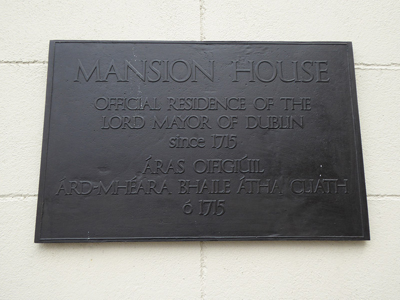 MANSION HOUSE
OFFICIAL RESIDENCE OF THE
LORD MAYOR OF DUBLIN
since 1715
ÁRAS OIFIGIÚIL
ÁRD-MHÉARA BHAILE ÁTHA CLIATH
ó 1715